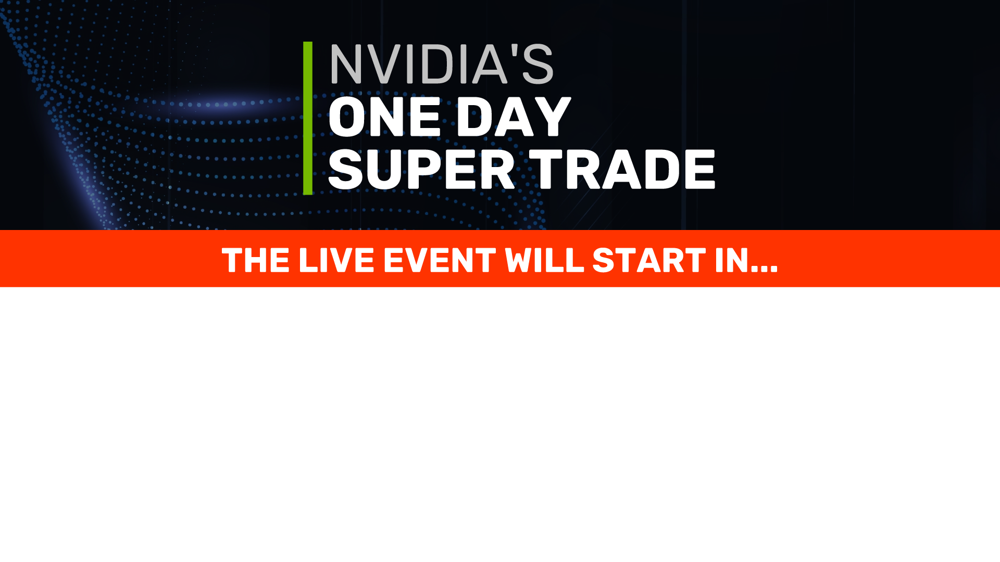 NVIDIA'S
ONE DAY
SUPER TRADE
THE LIVE EVENT WILL START IN...